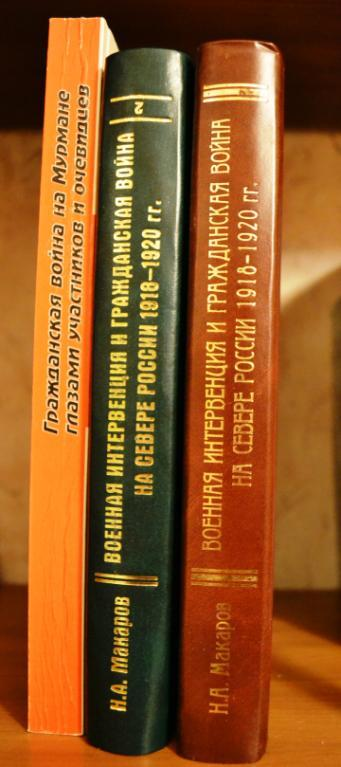 Гражданская война на Мурмане
глазами участников и очевидцев
2
ВОЕННАЯ ИНТЕРВЕНЦИЯ И ГРАЖДАНСКАЯ ВОЙНА
НА СЕВЕРЕ РОССИИ 1918–1920 гг.
Н.А. Макаров
ВОЕННАЯ ИНТЕРВЕНЦИЯ И ГРАЖДАНСКАЯ ВОЙНА
НА СЕВЕРЕ РОССИИ 1918–1920 гг.
Н.А. Макаров